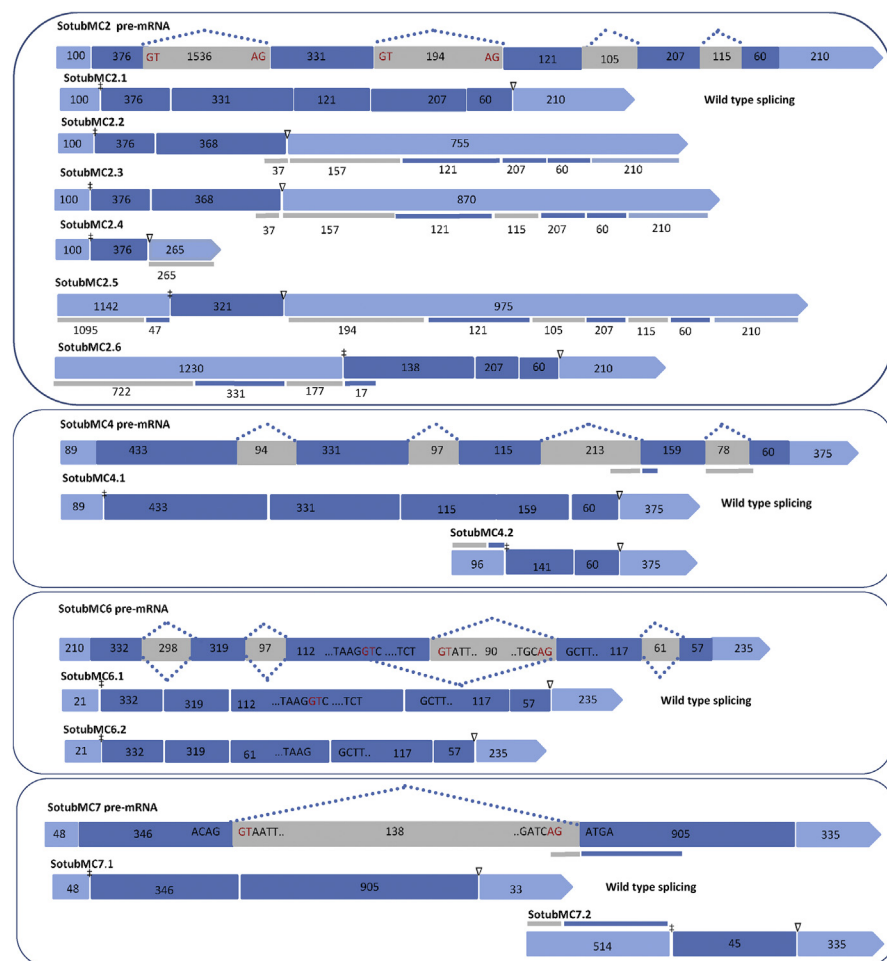 SotubMC2 pre-mRNA
100 376 GT 1536 AG 331 GT 194 AG 121 105 207 115 60 210
SotubMC2.1
‡ ▽
100 376 331 121 207 60 210 Wild type splicing
SotubMC2.2
‡ ▽
100 376 368 755
37 157 121 207 60 210
SotubMC2.3
‡ ▽
100 376 368 870
37 157 121 115 207 60 210
SotubMC2.4
‡ ▽
100 376 265
265
SotubMC2.5
‡ ▽
1142 321 975
1095 47 194 121 105 207 115 60 210
SotubMC2.6
‡ ▽
1230 138 207 60 210
722 331 177 17
SotubMC4 pre-mRNA
89 433 94 331 97 115 213 159 78 60 375
SotubMC4.1
‡ ▽
89 433 331 115 159 60 375 Wild type splicing
SotubMC4.2
‡ ▽
96 141 60 375
SotubMC6 pre-mRNA
210 332 298 319 97 112 ...TAAGGTC ....TCT GTATT.. 90 ..TGCAG GCTT.. 117 61 57 235
SotubMC6.1
‡ ▽
21 332 319 112 ...TAAGGTC ....TCT GCTT.. 117 57 235 Wild type splicing
SotubMC6.2
‡ ▽
21 332 319 61 ...TAAG GCTT.. 117 57 235
SotubMC7 pre-mRNA
48 346 ACAG GTAATT.. 138 ..GATCAG ATGA 905 335
SotubMC7.1
‡ ▽
48 346 905 33 Wild type splicing
SotubMC7.2
‡ ▽
514 45 335